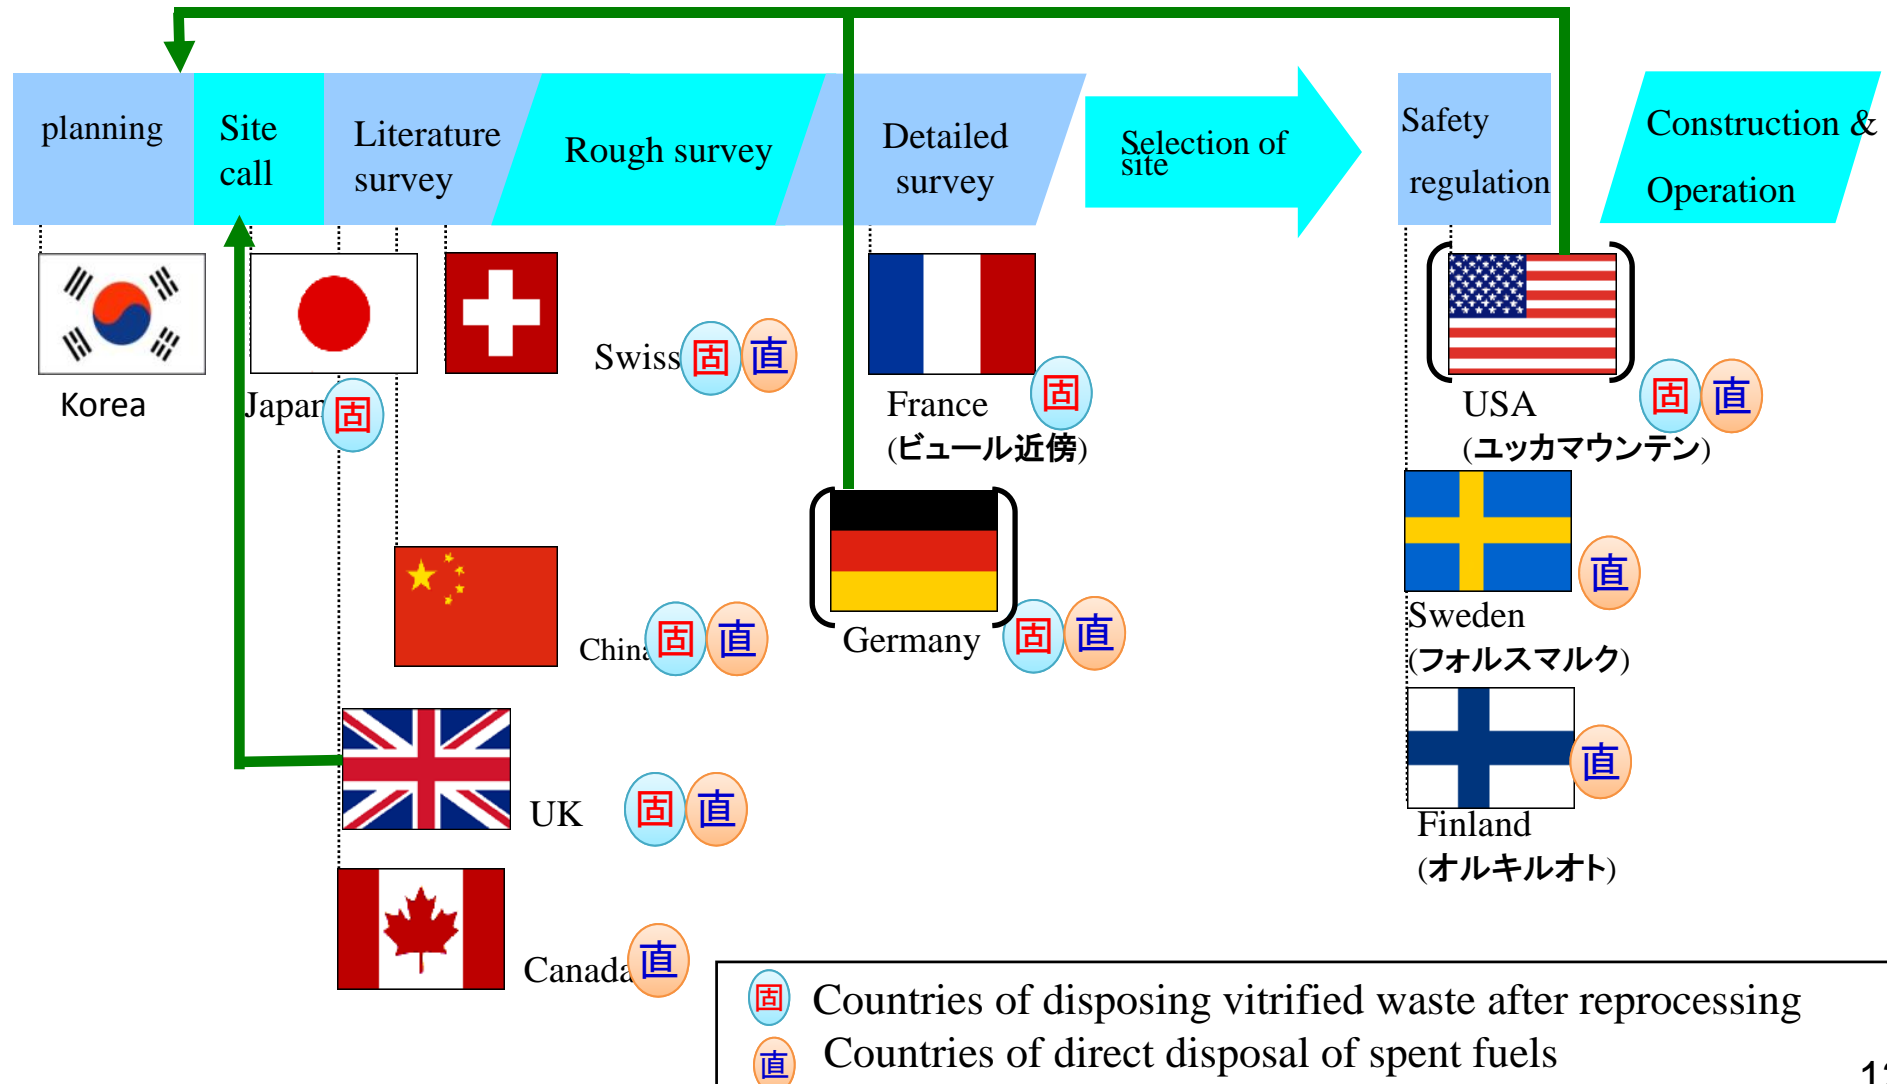 planning
Site
call
Literature
survey
Rough survey
Detailed
survey
Selection of
site
Safety
regulation
Construction &
Operation
Korea
Japan
固
Swiss
固
直
France
固
(ビュール近傍)
USA
固
直
(ユッカマウンテン)
China
固
直
Germany
固
直
Sweden
直
(フォルスマルク)
UK
固
直
Finland
直
(オルキルオト)
Canada
直
固 Countries of disposing vitrified waste after reprocessing
直 Countries of direct disposal of spent fuels